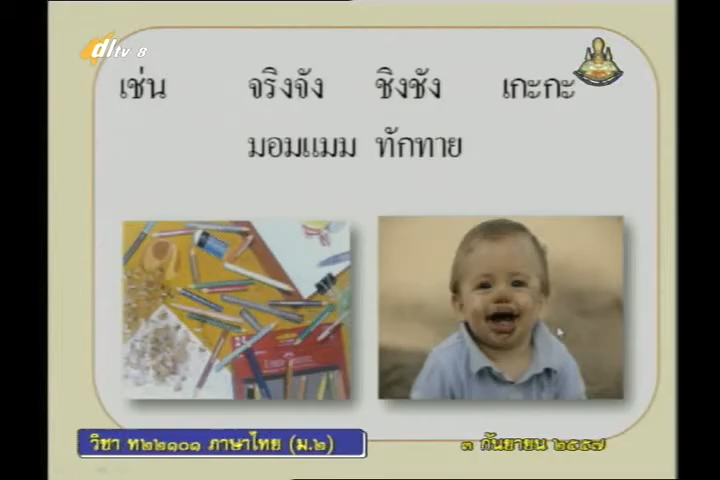 dltv 8
เช่น จริงจัง ชิงชัง เกะกะ
มอมแมม ทักทาย
วิชา ท๒๒๑๐๑ ภาษาไทย (ม.๒)
๓ กันยายน ๒๕๕๗